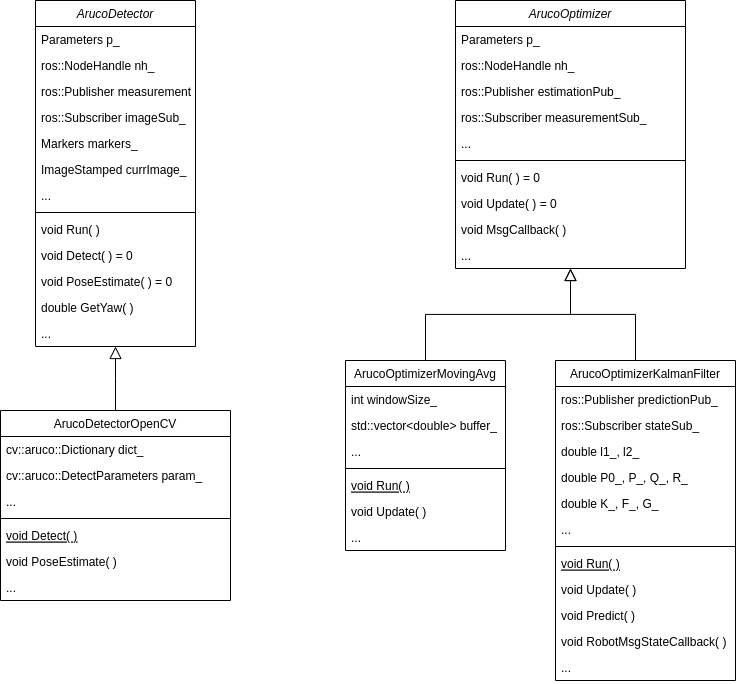 ArucoDetector
Parameters p_
ros::NodeHandle nh_
ros::Publisher measurement
ros::Subscriber imageSub_
Markers markers_
ImageStamped currImage_
...
void Run( )
void Detect( ) = 0
void PoseEstimate( ) = 0
double GetYaw( )
...
ArucoDetectorOpenCV
cv::aruco::Dictionary dict_
cv::aruco::DetectParameters param_
...
void Detect( )
void PoseEstimate( )
...
ArucoOptimizer
Parameters p_
ros::NodeHandle nh_
ros::Publisher estimationPub_
ros::Subscriber measurementSub_
...
void Run( ) = 0
void Update( ) = 0
void MsgCallback( )
...
ArucoOptimizerMovingAvg
int windowSize_
std::vector<double> buffer_
...
void Run( )
void Update( )
...
ArucoOptimizerKalmanFilter
ros::Publisher predictionPub_
ros::Subscriber stateSub_
double l1_, l2_
double P0_, P_, Q_, R_
double K_, F_, G_
...
void Run( )
void Update( )
void Predict( )
void RobotMsgStateCallback( )
...